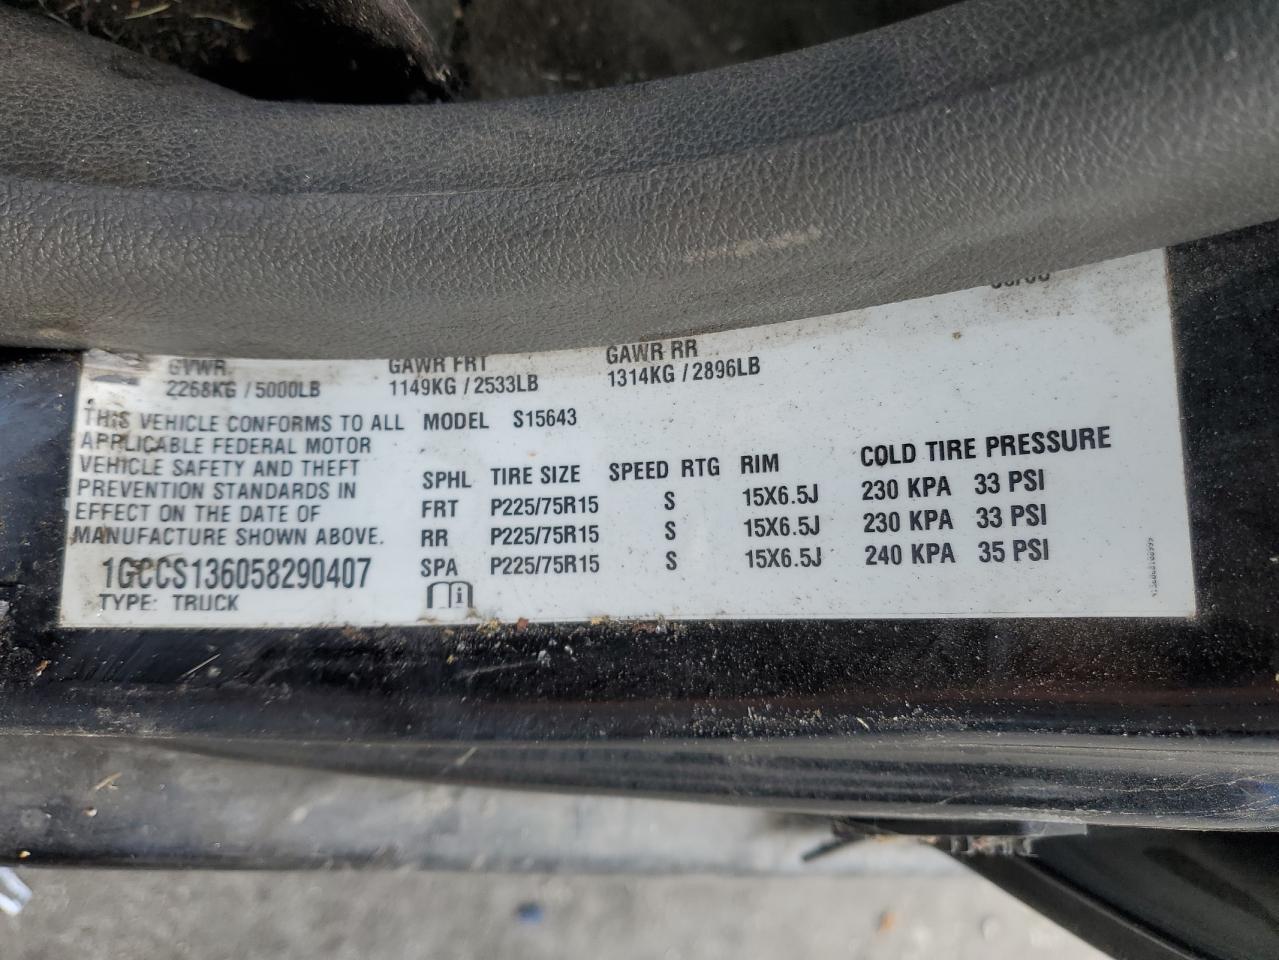 GVWR GAWR FRT GAWR RR
2268KG / 5000LB 1149KG / 2533LB 1314KG / 2896LB
THIS VEHICLE CONFORMS TO ALL
APPLICABLE FEDERAL MOTOR
VEHICLE SAFETY AND THEFT
PREVENTION STANDARDS IN
EFFECT ON THE DATE OF
MANUFACTURE SHOWN ABOVE.
1GCCS136058290407
TYPE: TRUCK
MODEL S15643
SPHL TIRE SIZE SPEED RTG RIM COLD TIRE PRESSURE
FRT P225/75R15 S 15X6.5J 230 KPA 33 PSI
RR P225/75R15 S 15X6.5J 230 KPA 33 PSI
SPA P225/75R15 S 15X6.5J 240 KPA 35 PSI